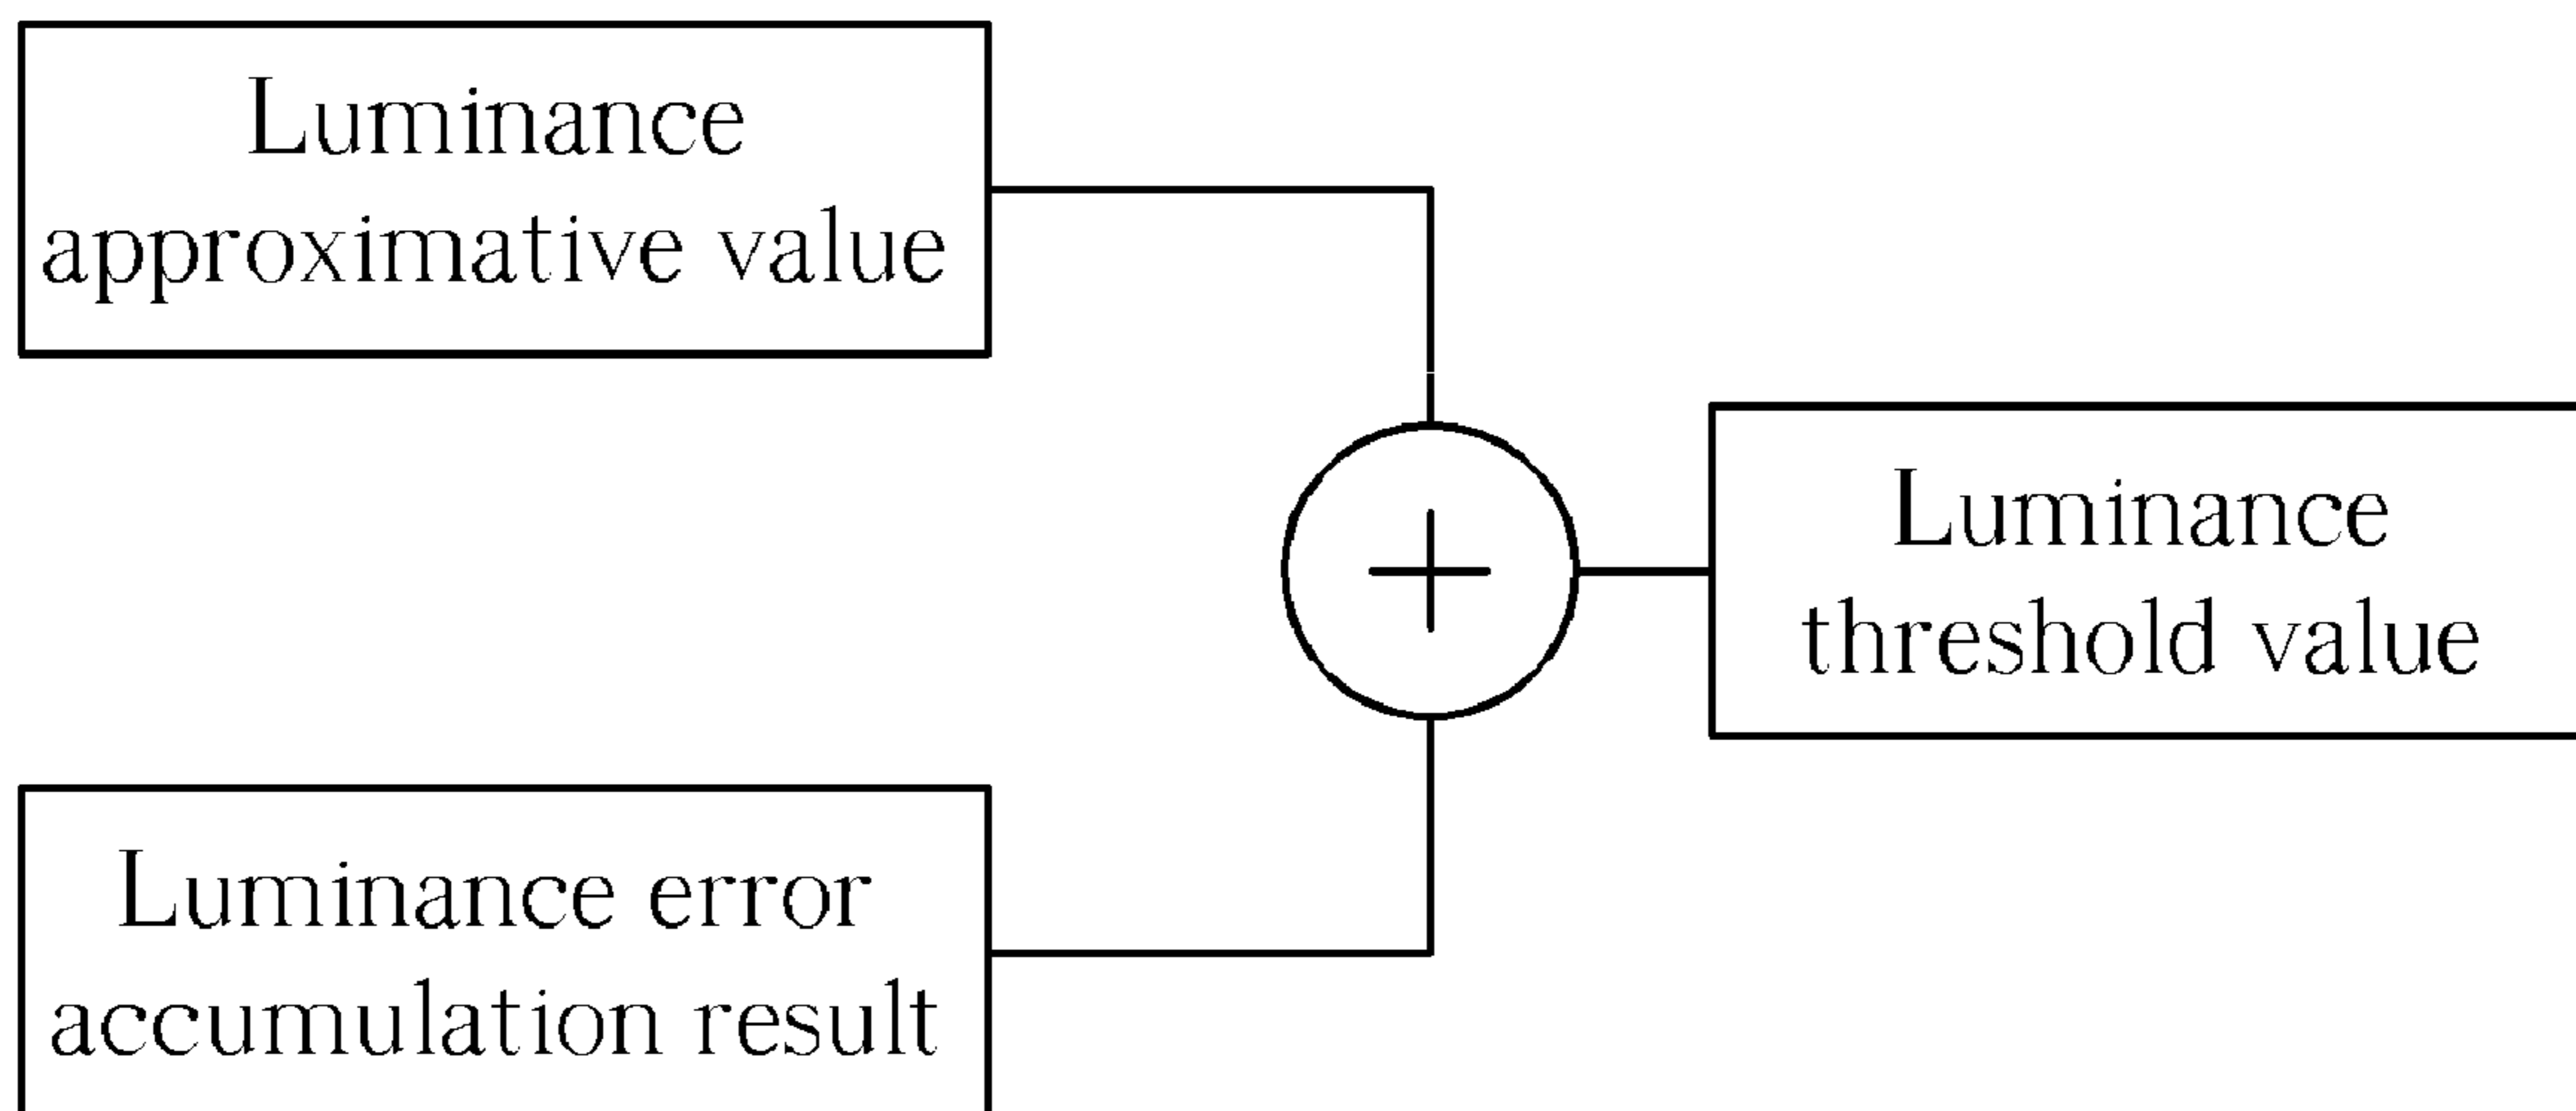 Luminance
approximative value
Luminance
threshold value
Luminance error
accumulation result